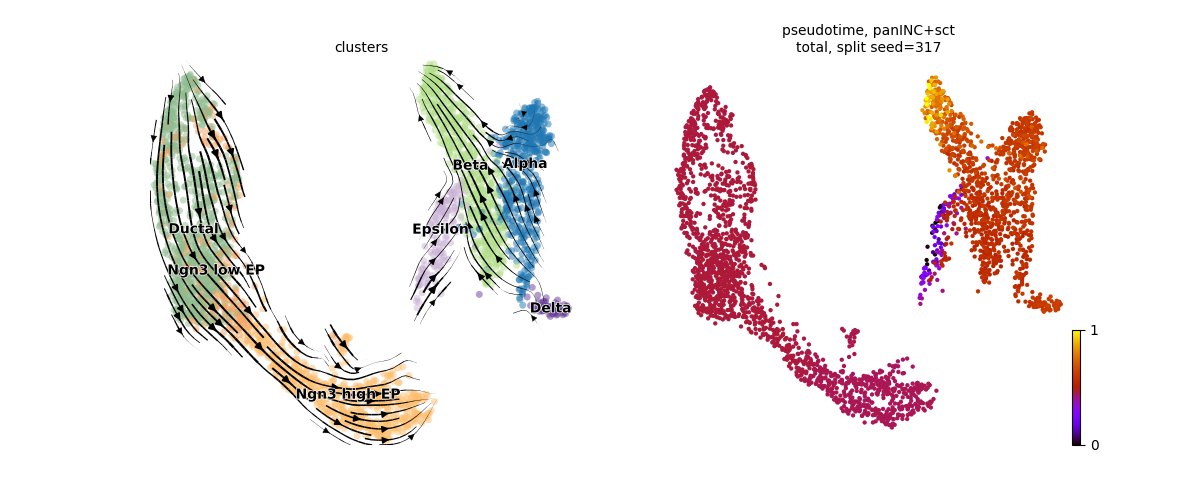 clusters
Beta
Alpha
Epsilon
Ductal
Ngn3 low EP
Delta
Ngn3 high EP
pseudotime, panINC+sct
total, split seed=317
1
0